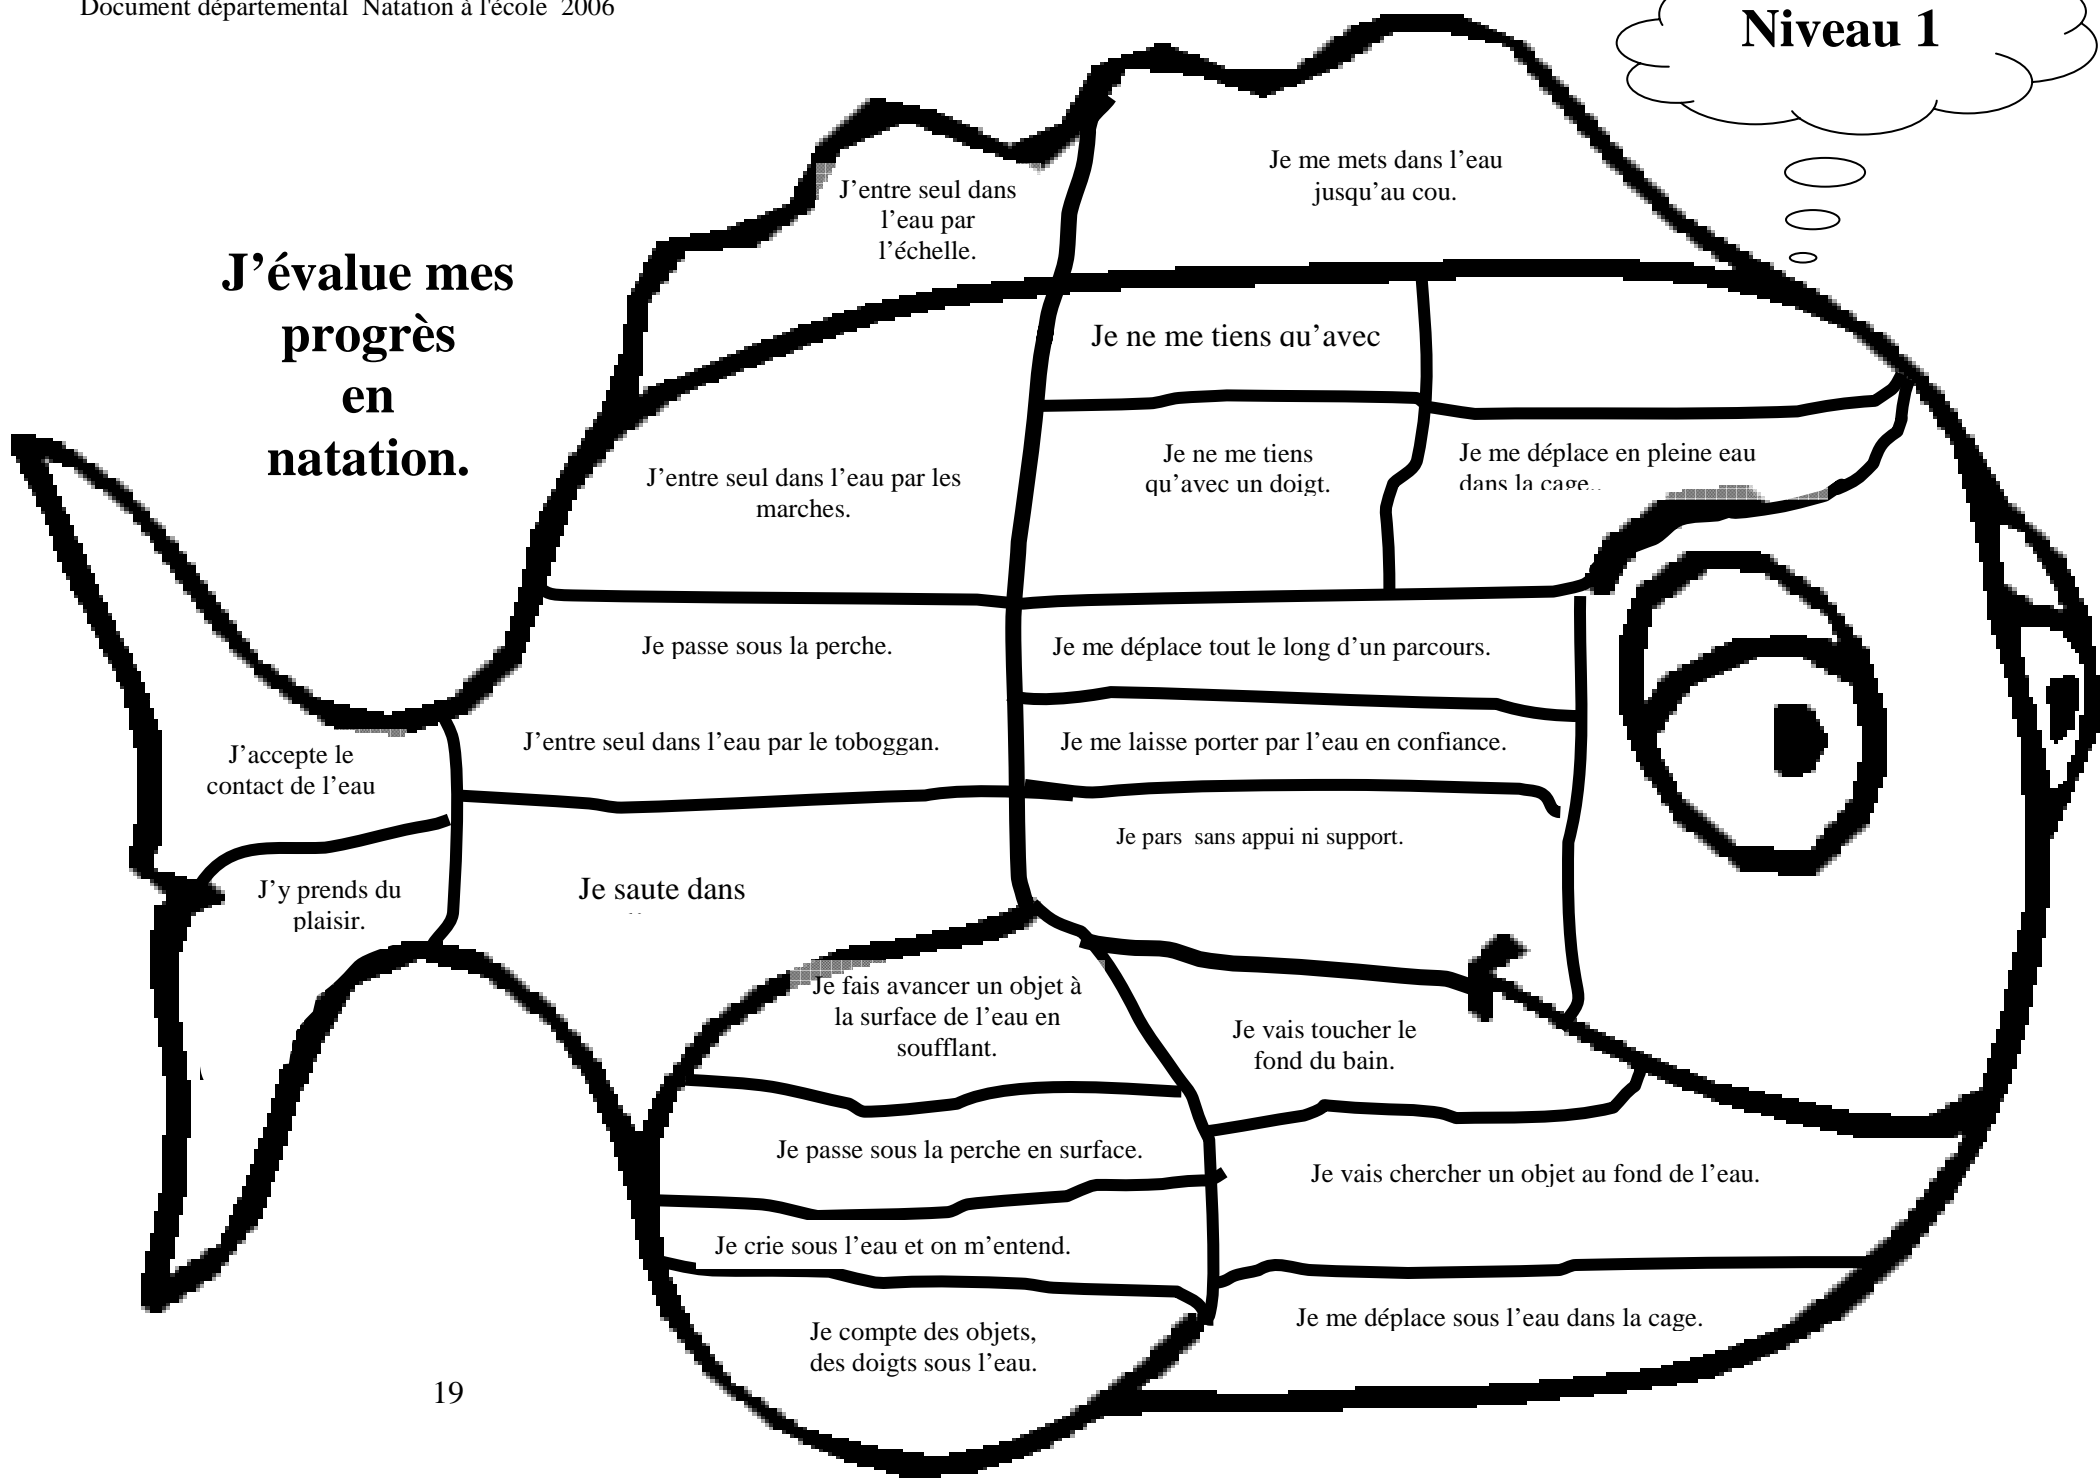 Document départemental  Natation à l'école  2006
Niveau 1
J’évalue mes
progrès
en
natation.
J’entre seul dans
l’eau par
l’échelle.
Je me mets dans l’eau
jusqu’au cou.
Je ne me tiens qu’avec
J’entre seul dans l’eau par les
marches.
Je ne me tiens
qu’avec un doigt.
Je me déplace en pleine eau
dans la cage..
Je passe sous la perche.
Je me déplace tout le long d’un parcours.
J’entre seul dans l’eau par le toboggan.
Je me laisse porter par l’eau en confiance.
J’accepte le
contact de l’eau
Je pars  sans appui ni support.
J’y prends du
plaisir.
Je saute dans
Je fais avancer un objet à
la surface de l’eau en
soufflant.
Je vais toucher le
fond du bain.
Je passe sous la perche en surface.
Je vais chercher un objet au fond de l’eau.
Je crie sous l’eau et on m’entend.
Je me déplace sous l’eau dans la cage.
Je compte des objets,
des doigts sous l’eau.
19